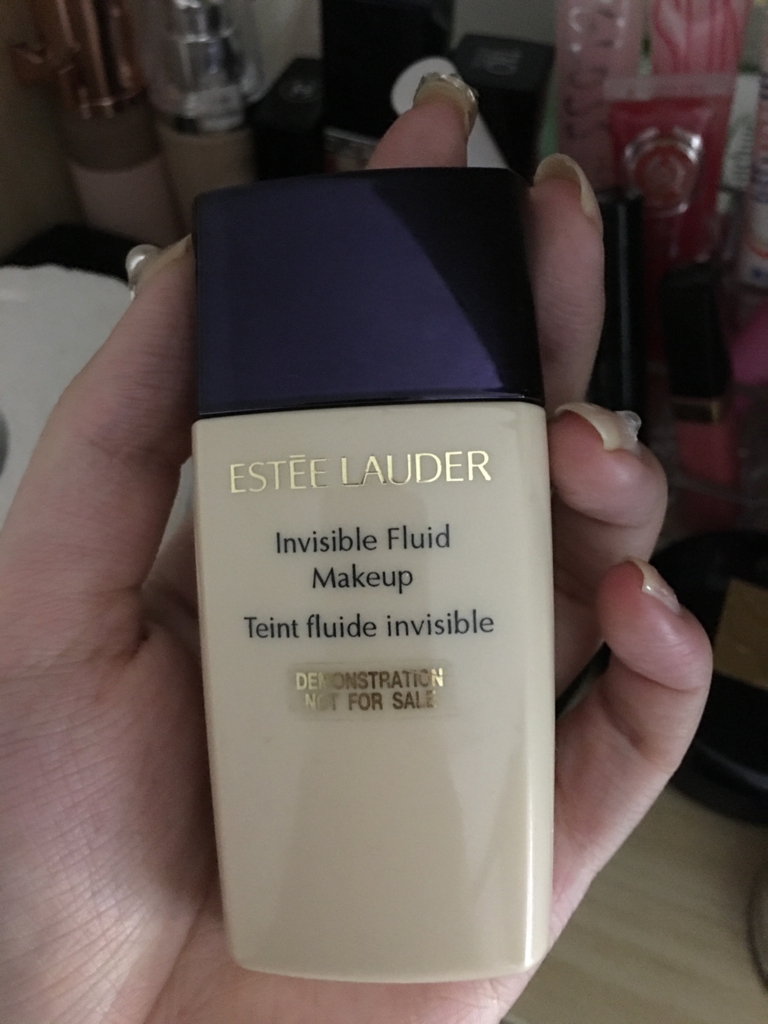 ESTĒE LAUDER
Invisible Fluid
Makeup
Teint fluide invisible
DEMONSTRATION
NOT FOR SALE